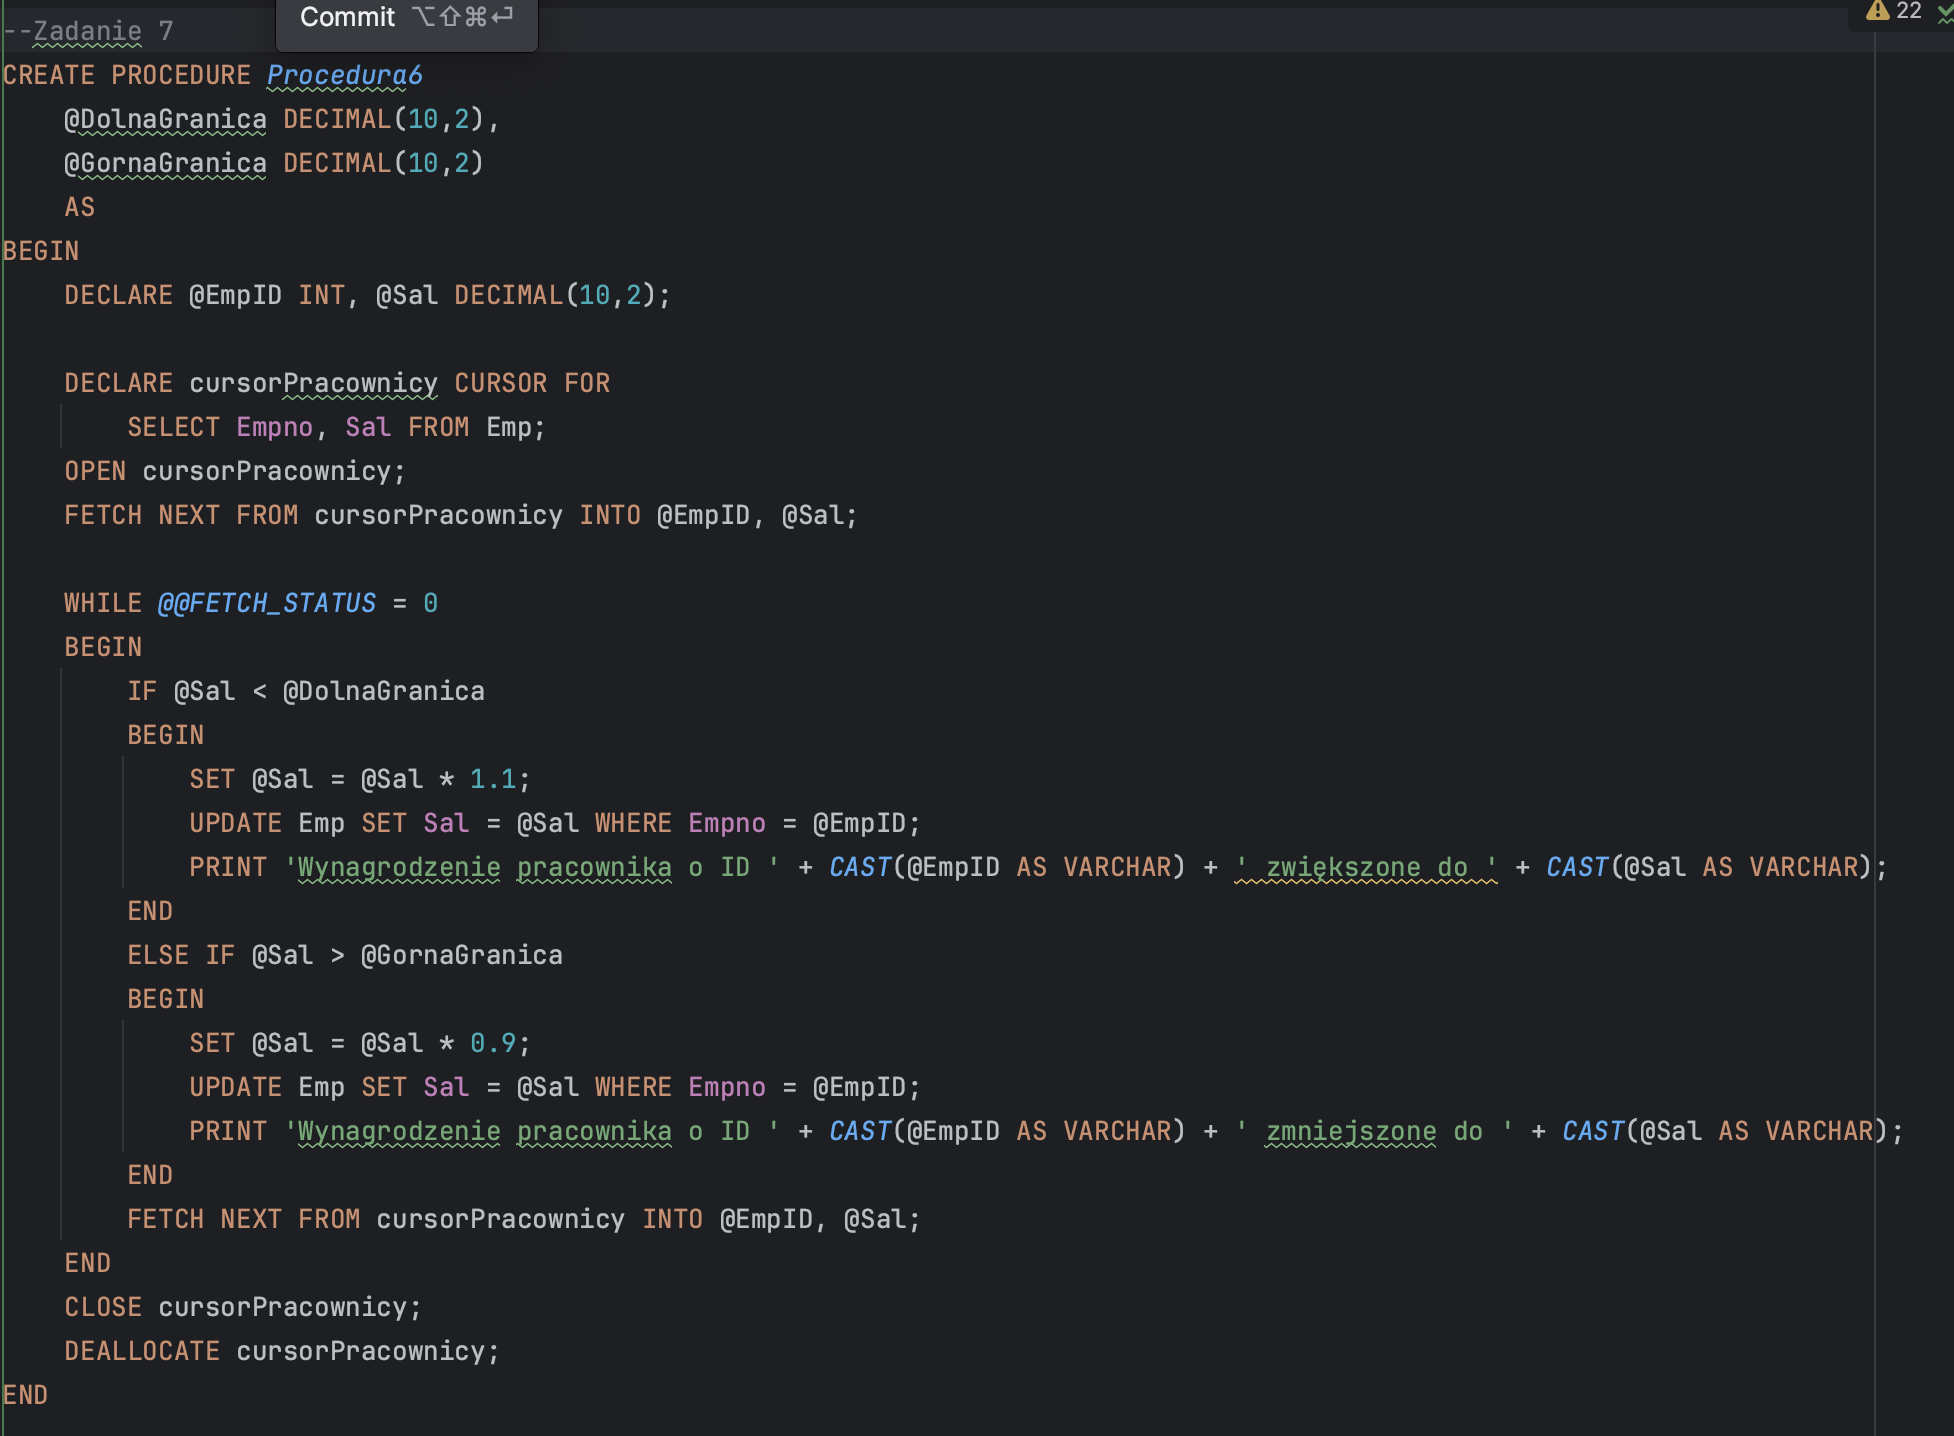 Commit ⌥⇧⌘↩
22
--Zadanie 7
CREATE PROCEDURE Procedura6
    @DolnaGranica DECIMAL(10,2),
    @GornaGranica DECIMAL(10,2)
    AS
BEGIN
    DECLARE @EmpID INT, @Sal DECIMAL(10,2);
    DECLARE cursorPracownicy CURSOR FOR
        SELECT Empno, Sal FROM Emp;
    OPEN cursorPracownicy;
    FETCH NEXT FROM cursorPracownicy INTO @EmpID, @Sal;
    WHILE @@FETCH_STATUS = 0
    BEGIN
        IF @Sal < @DolnaGranica
        BEGIN
            SET @Sal = @Sal * 1.1;
            UPDATE Emp SET Sal = @Sal WHERE Empno = @EmpID;
            PRINT 'Wynagrodzenie pracownika o ID ' + CAST(@EmpID AS VARCHAR) + ' zwiększone do ' + CAST(@Sal AS VARCHAR);
        END
        ELSE IF @Sal > @GornaGranica
        BEGIN
            SET @Sal = @Sal * 0.9;
            UPDATE Emp SET Sal = @Sal WHERE Empno = @EmpID;
            PRINT 'Wynagrodzenie pracownika o ID ' + CAST(@EmpID AS VARCHAR) + ' zmniejszone do ' + CAST(@Sal AS VARCHAR);
        END
        FETCH NEXT FROM cursorPracownicy INTO @EmpID, @Sal;
    END
    CLOSE cursorPracownicy;
    DEALLOCATE cursorPracownicy;
END